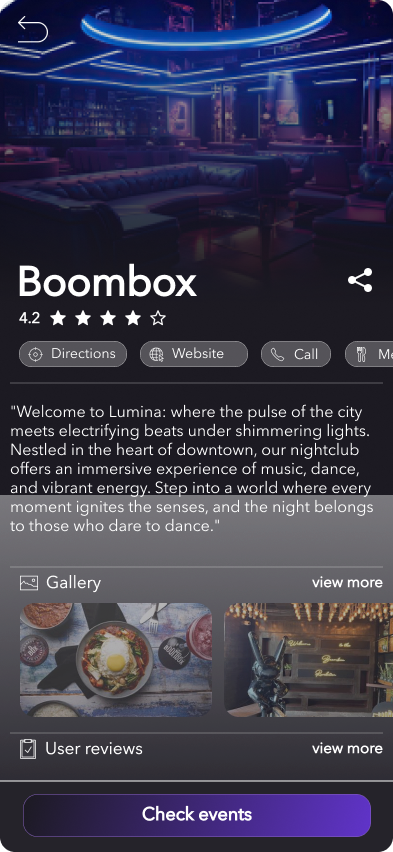 Boombox
4.2
Directions
Website
Call
Me
"Welcome to Lumina: where the pulse of the city
meets electrifying beats under shimmering lights.
Nestled in the heart of downtown, our nightclub
offers an immersive experience of music, dance,
and vibrant energy. Step into a world where every
moment ignites the senses, and the night belongs
to those who dare to dance."
Gallery view more
Welcome
Boombox
User reviews view more
Check events